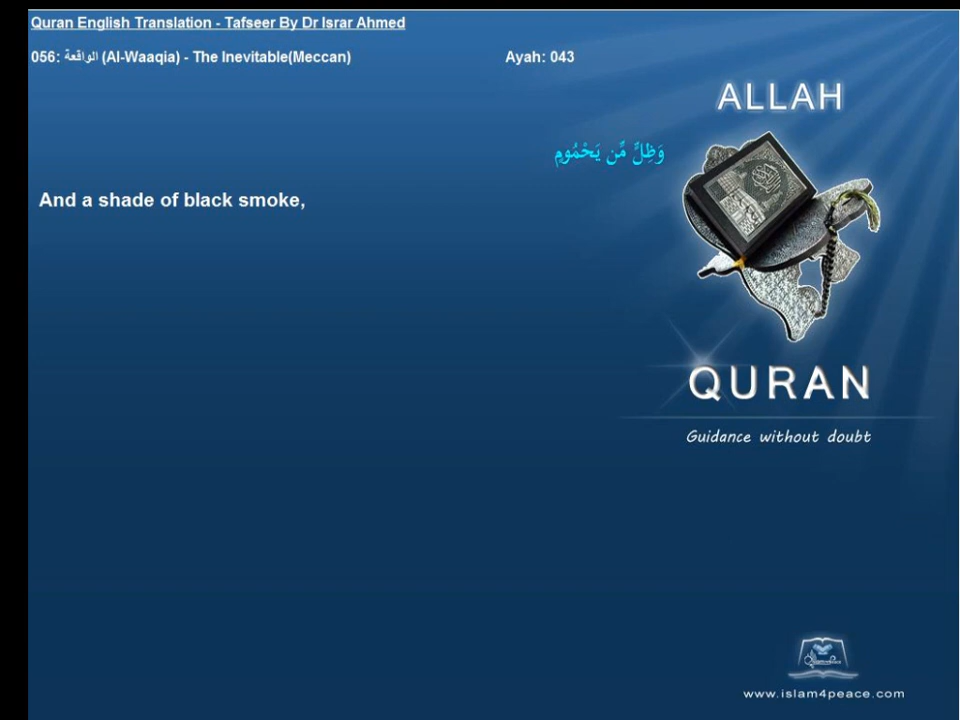 Quran English Translation - Tafseer By Dr Israr Ahmed
056: الواقعة (Al-Waaqia) - The Inevitable(Meccan)
Ayah: 043
ALLAH
وَظِلٍّ مِّن يَحْمُومٍ
And a shade of black smoke,
QURAN
Guidance without doubt
www.islam4peace.com